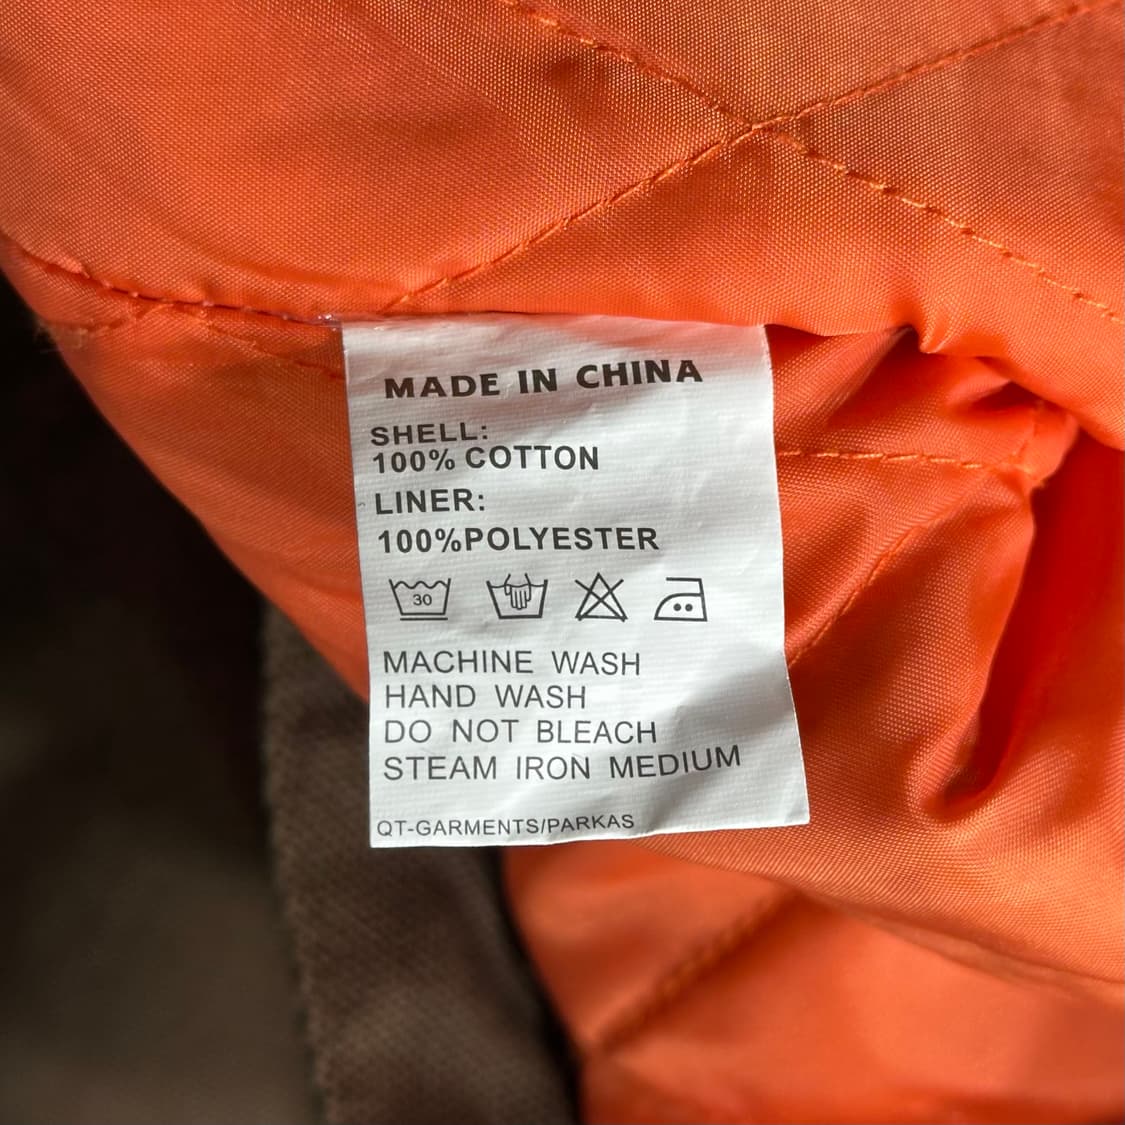 MADE IN CHINA
SHELL:
100% COTTON
LINER:
100%POLYESTER
30
MACHINE WASH
HAND WASH
DO NOT BLEACH
STEAM IRON MEDIUM
QT-GARMENTS/PARKAS